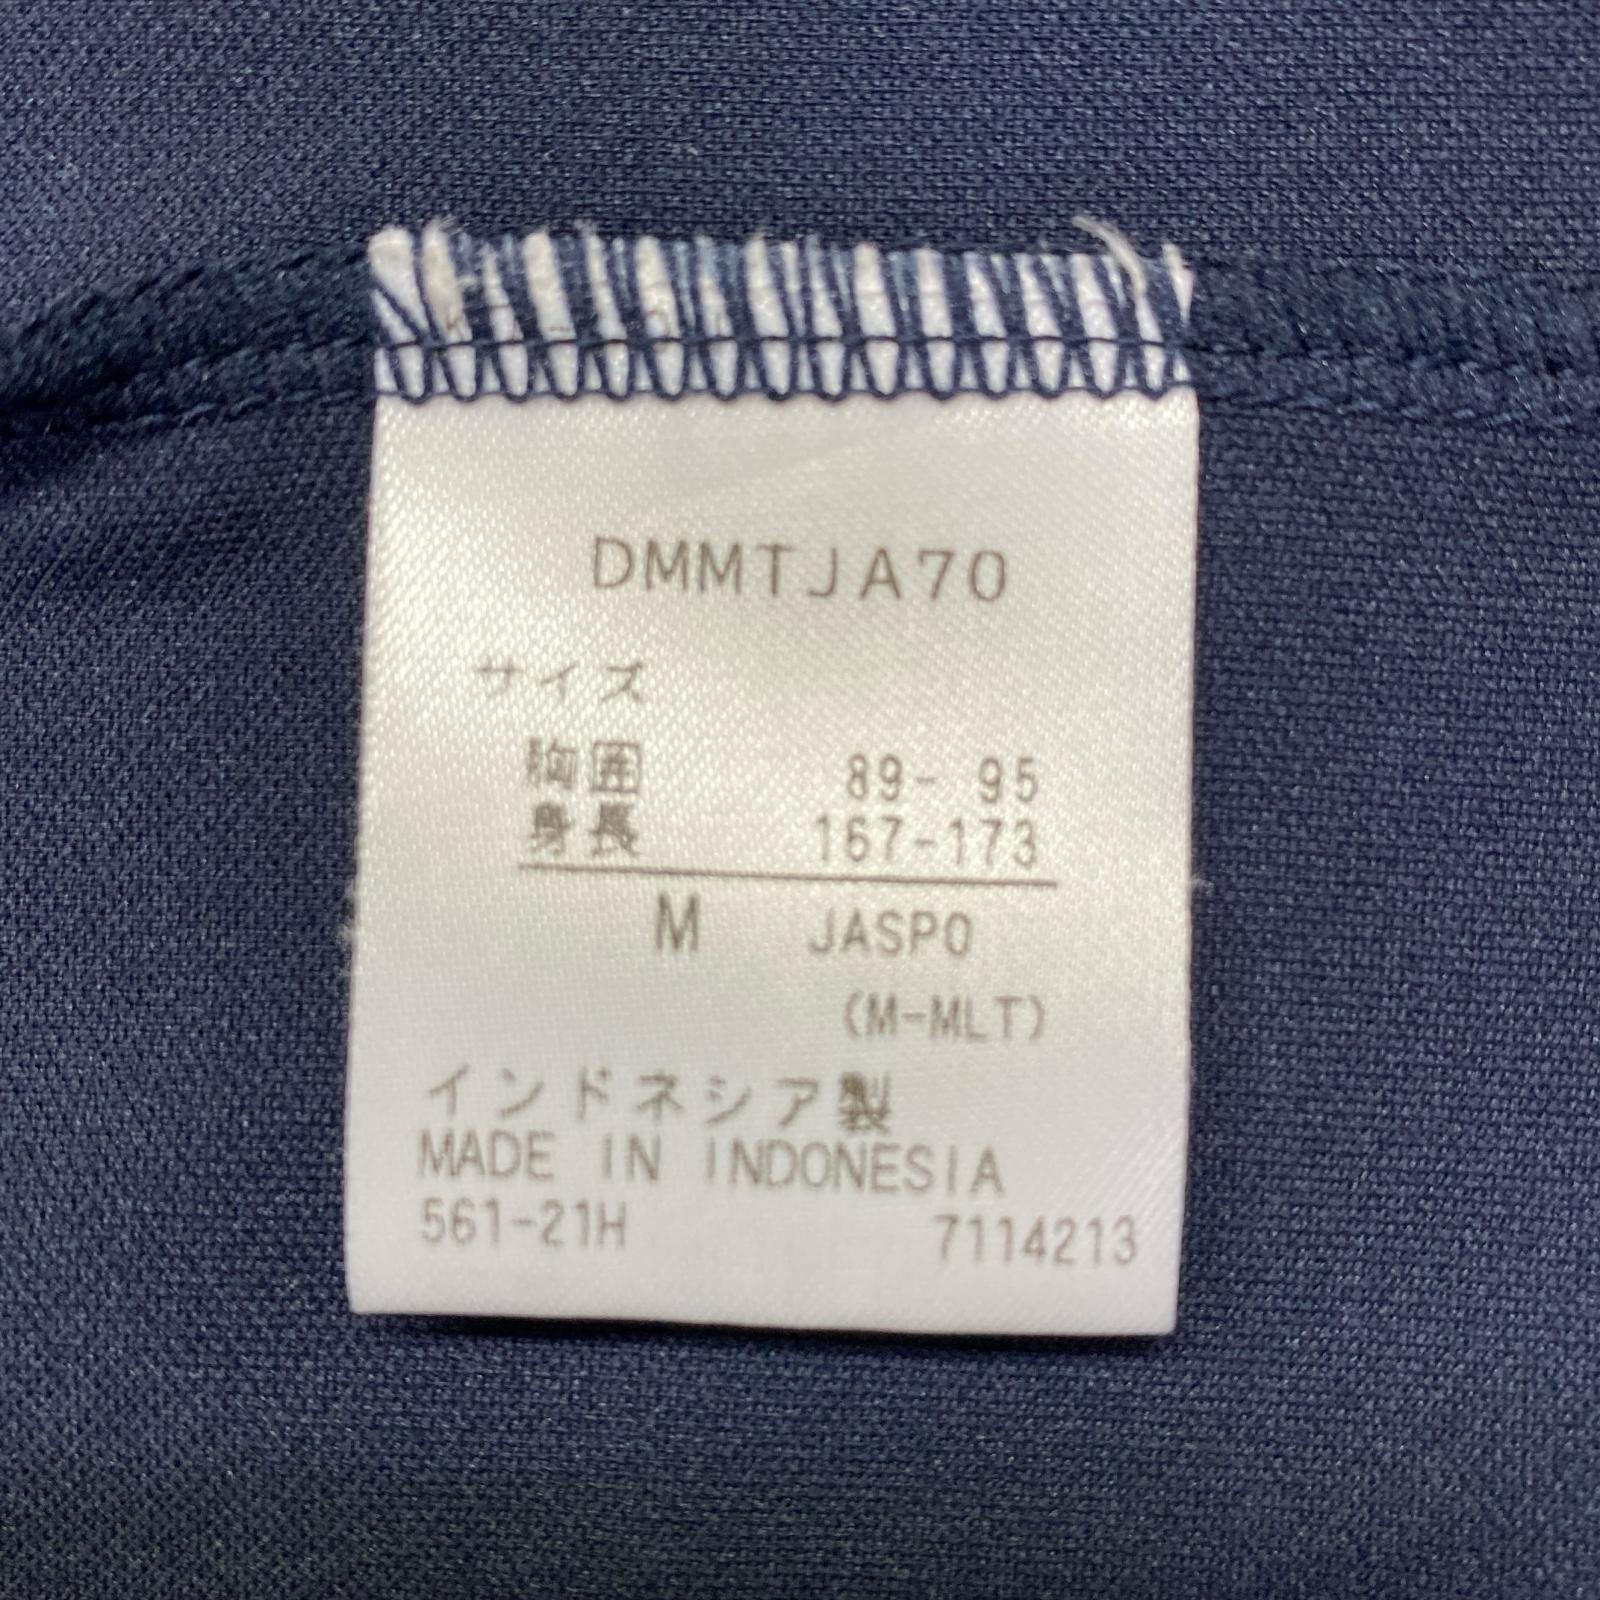 DMMTJA70
サイズ
胸囲 89- 95
身長 167-173
M JASPO
(M-MLT)
インドネシア製
MADE IN INDONESIA
561-21H 7114213